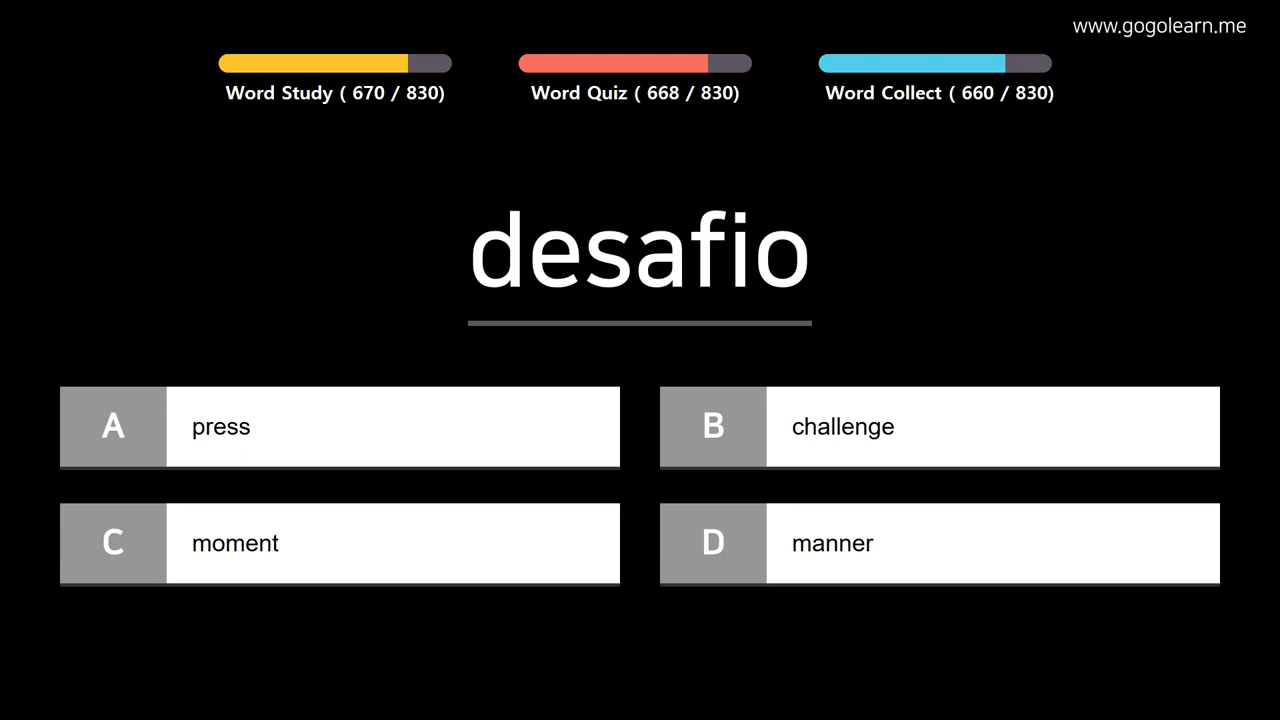 www.gogolearn.me
Word Study ( 670 / 830)
Word Quiz ( 668 / 830)
Word Collect ( 660 / 830)
desafio
A press
B challenge
C moment
D manner